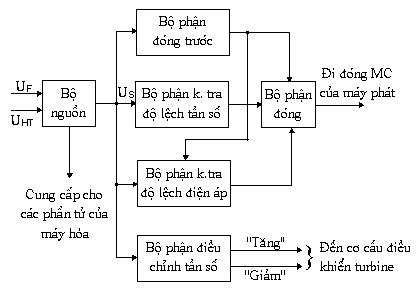 Bộ phận
đóng trước
U_F
U_HT
Bộ
nguồn
U_S
Bộ phận k. tra
độ lệch tần số
Bộ phận
đóng
Đi đóng MC
của máy phát
Cung cấp cho
các phần tử của
máy hòa
Bộ phận k.tra
độ lệch điện áp
Bộ phận điều
chỉnh tần số
"Tăng"
"Giảm"
Đến cơ cấu điều
khiển turbine